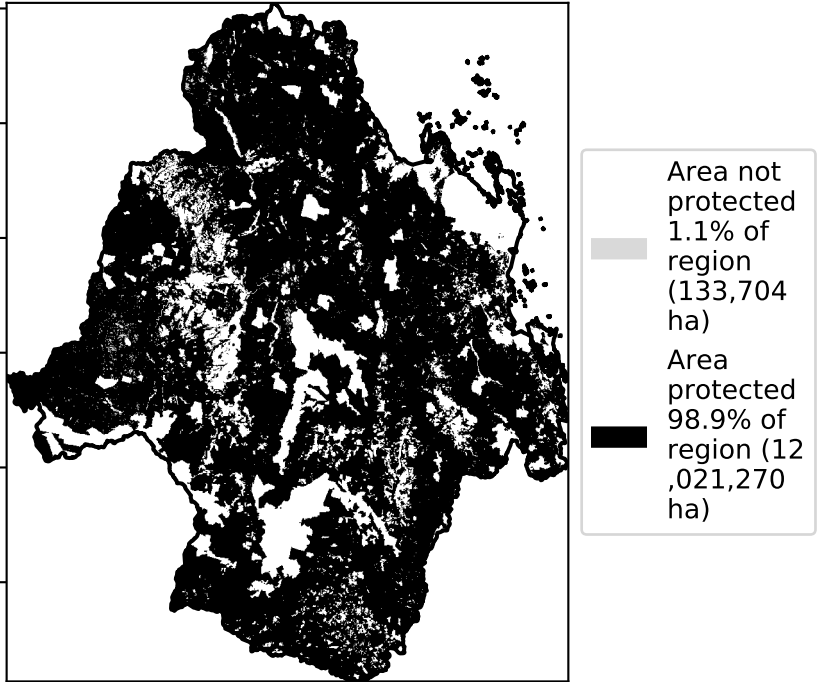 Area not
protected
1.1% of
region
(133,704
ha)
Area
protected
98.9% of
region (12
,021,270
ha)